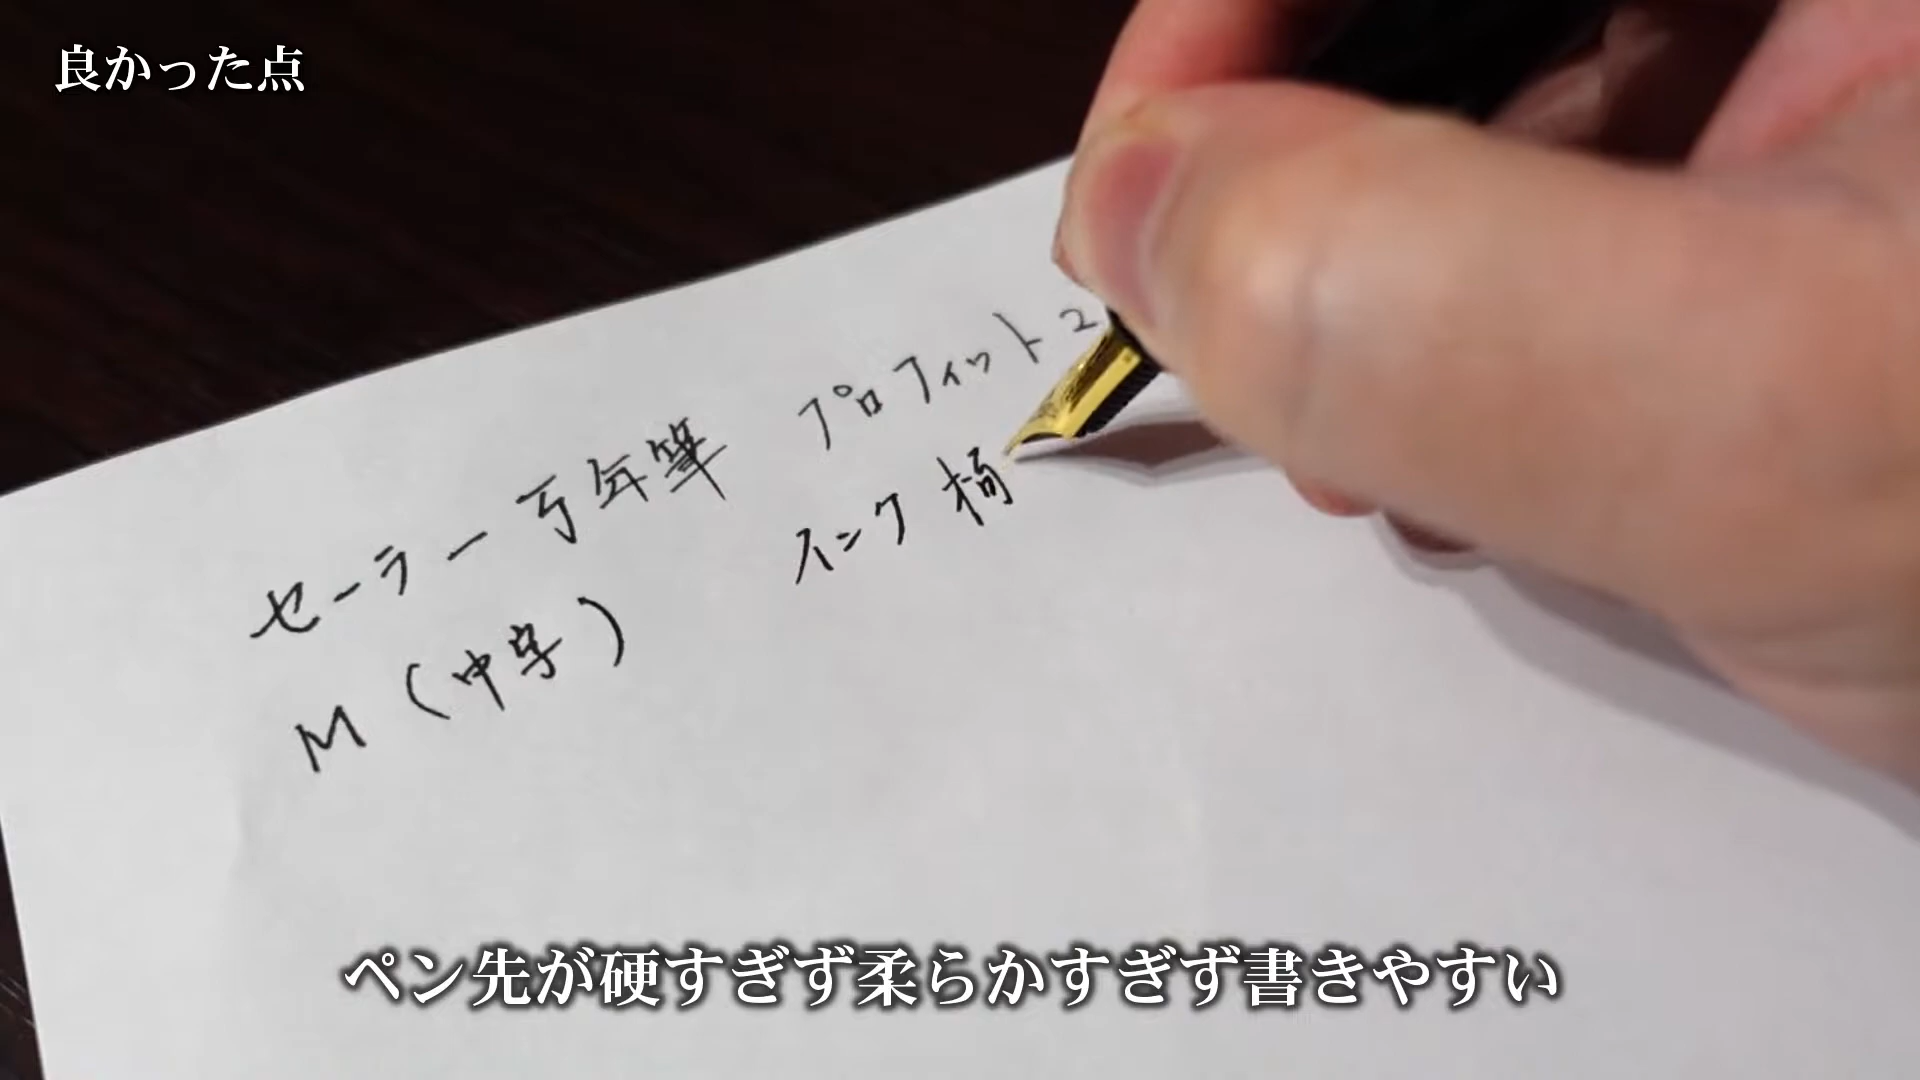 良かった点
セーラー万年筆 プロフィット2
M(中字) インク
ペン先が硬すぎず柔らかすぎず書きやすい